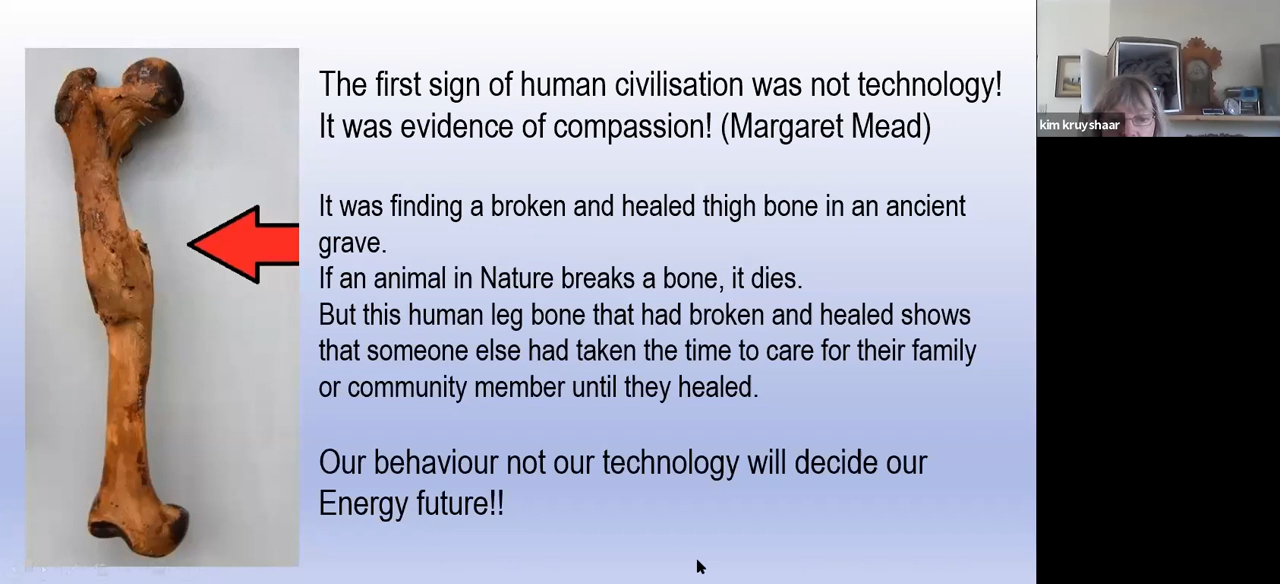 The first sign of human civilisation was not technology!
It was evidence of compassion! (Margaret Mead)
It was finding a broken and healed thigh bone in an ancient
grave.
If an animal in Nature breaks a bone, it dies.
But this human leg bone that had broken and healed shows
that someone else had taken the time to care for their family
or community member until they healed.
Our behaviour not our technology will decide our
Energy future!!
kim kruyshaar